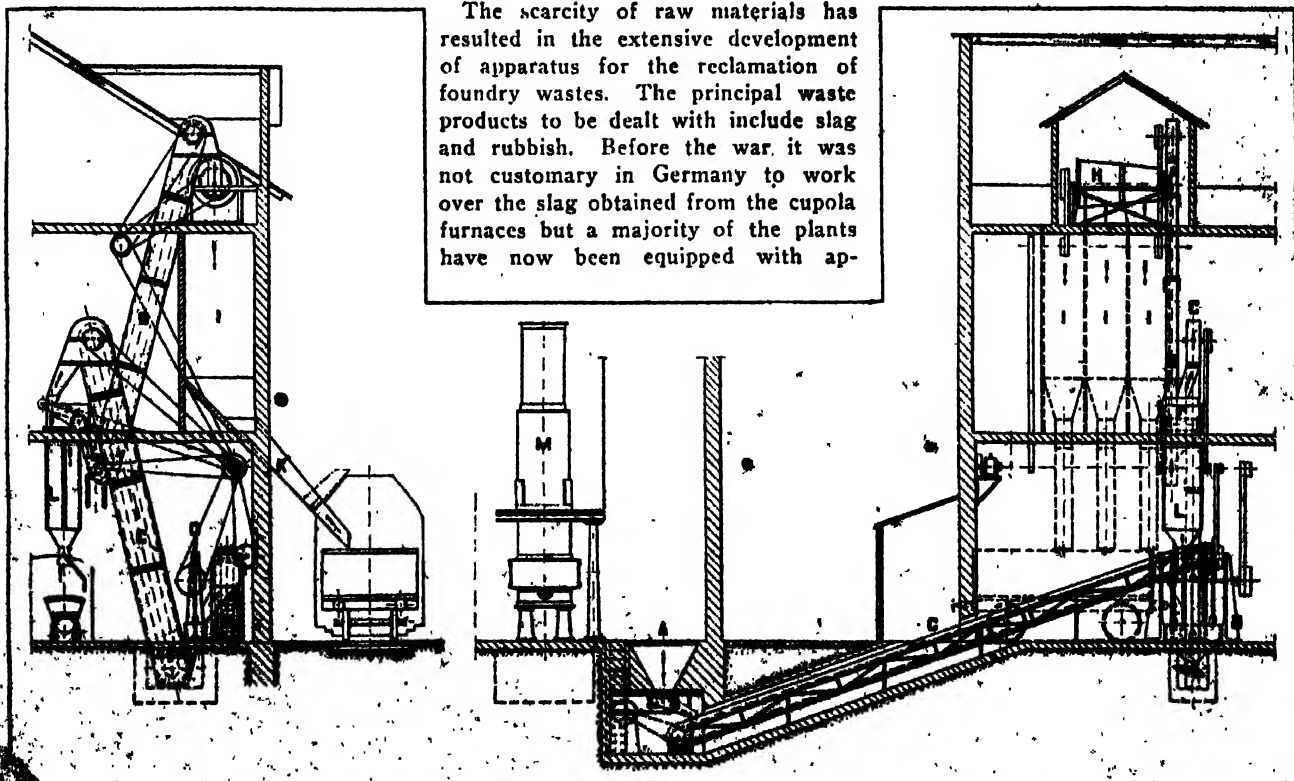 The scarcity of raw materials has
resulted in the extensive development
of apparatus for the reclamation of
foundry wastes. The principal waste
products to be dealt with include slag
and rubbish. Before the war, it was
not customary in Germany to work
over the slag obtained from the cupola
furnaces but a majority of the plants
have now been equipped with ap-
H
M
K
L
L
A
C